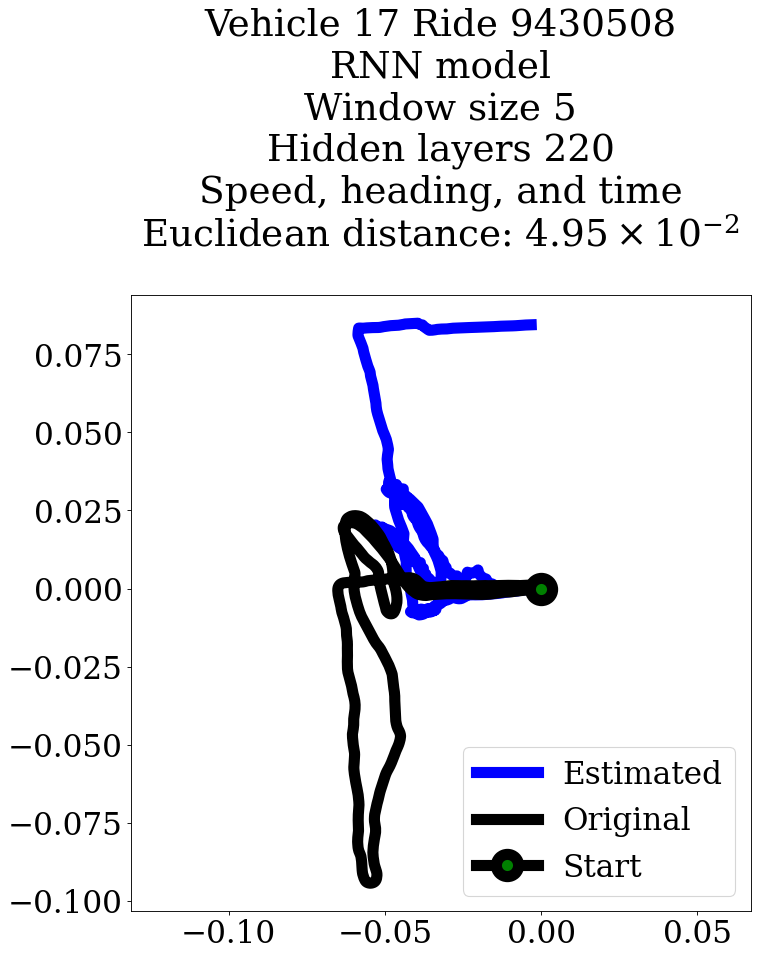 Vehicle 17 Ride 9430508
RNN model
Window size 5
Hidden layers 220
Speed, heading, and time
Euclidean distance: 4.95 × 10⁻²
0.075
0.050
0.025
0.000
−0.025
−0.050
−0.075
−0.100
−0.10
−0.05
0.00
0.05
Estimated
Original
Start